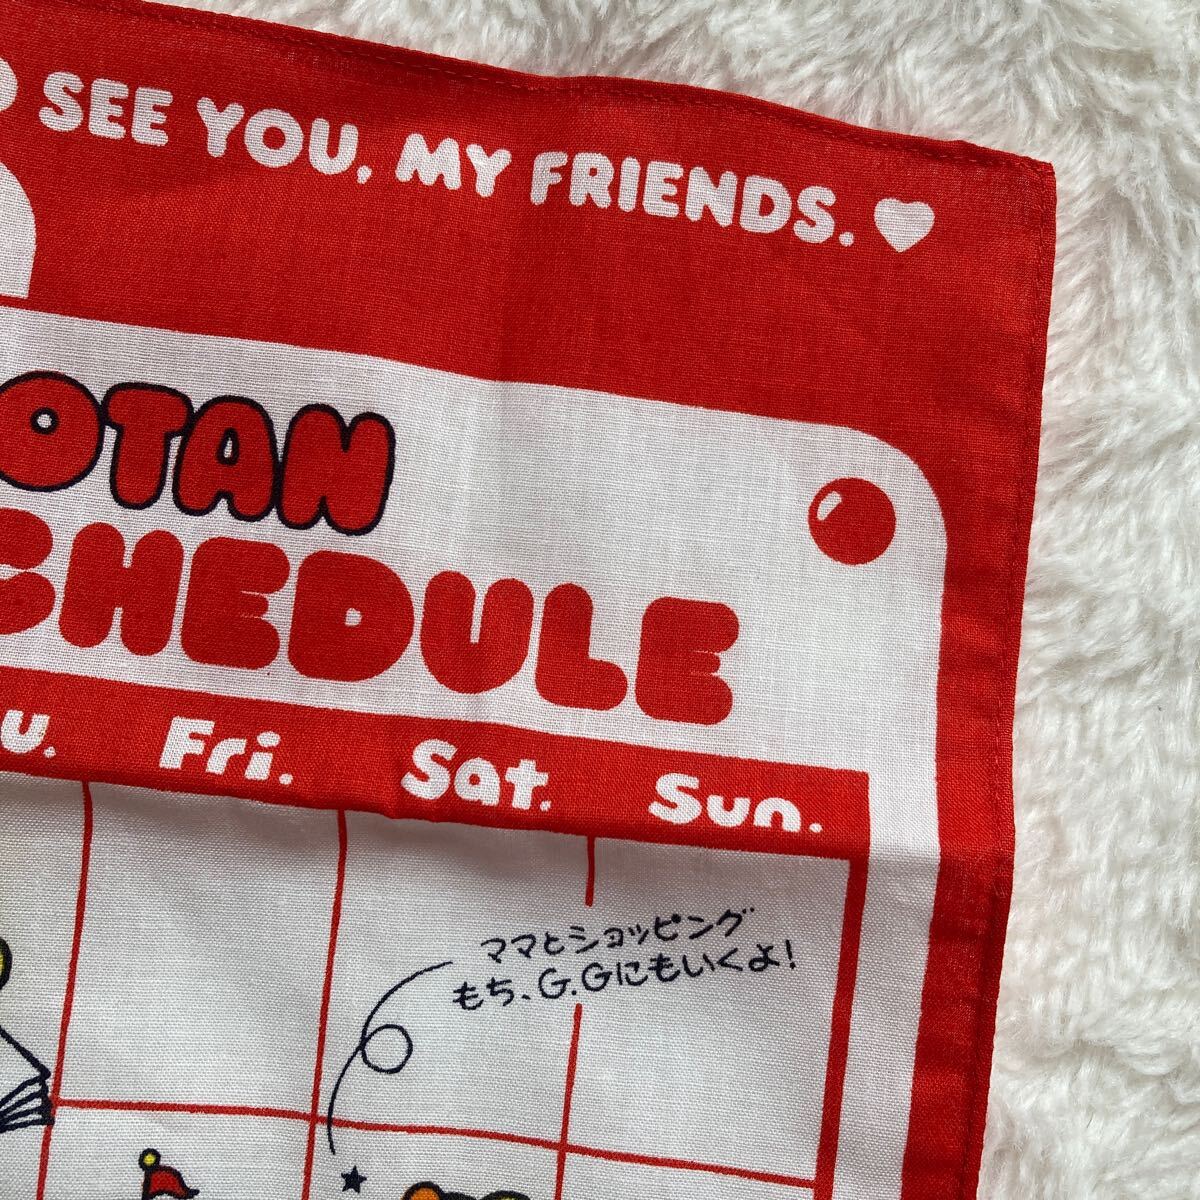 SEE YOU, MY FRIENDS. ♥
OTAN
CHEDULE
u. Fri. Sat. Sun.
ママとショッピング
もち、G.Gにもいくよ!